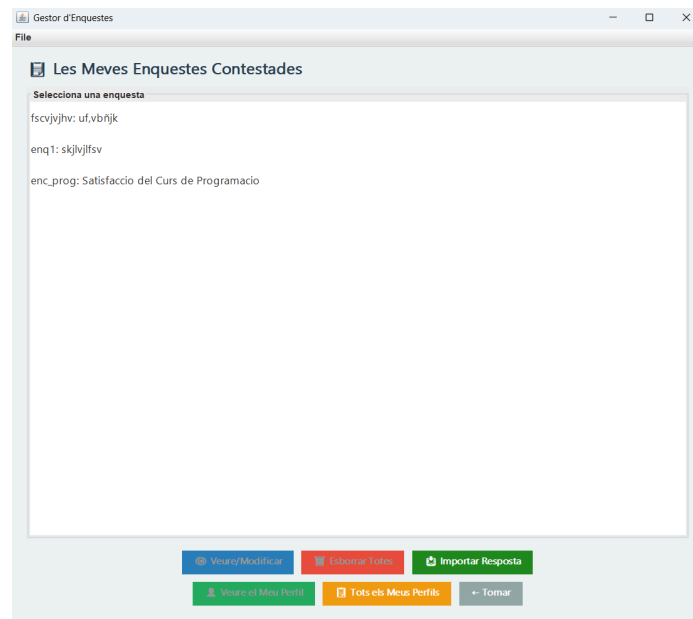 Gestor d'Enquestes
File
Les Meves Enquestes Contestades
Selecciona una enquesta
fscvjvjhv: uf,vbñjk
enq1: skjlvjlfsv
enc_prog: Satisfaccio del Curs de Programacio
Veure/Modificar Esborrar Totes Importar Resposta
Veure el Meu Perfil Tots els Meus Perfils ← Tornar